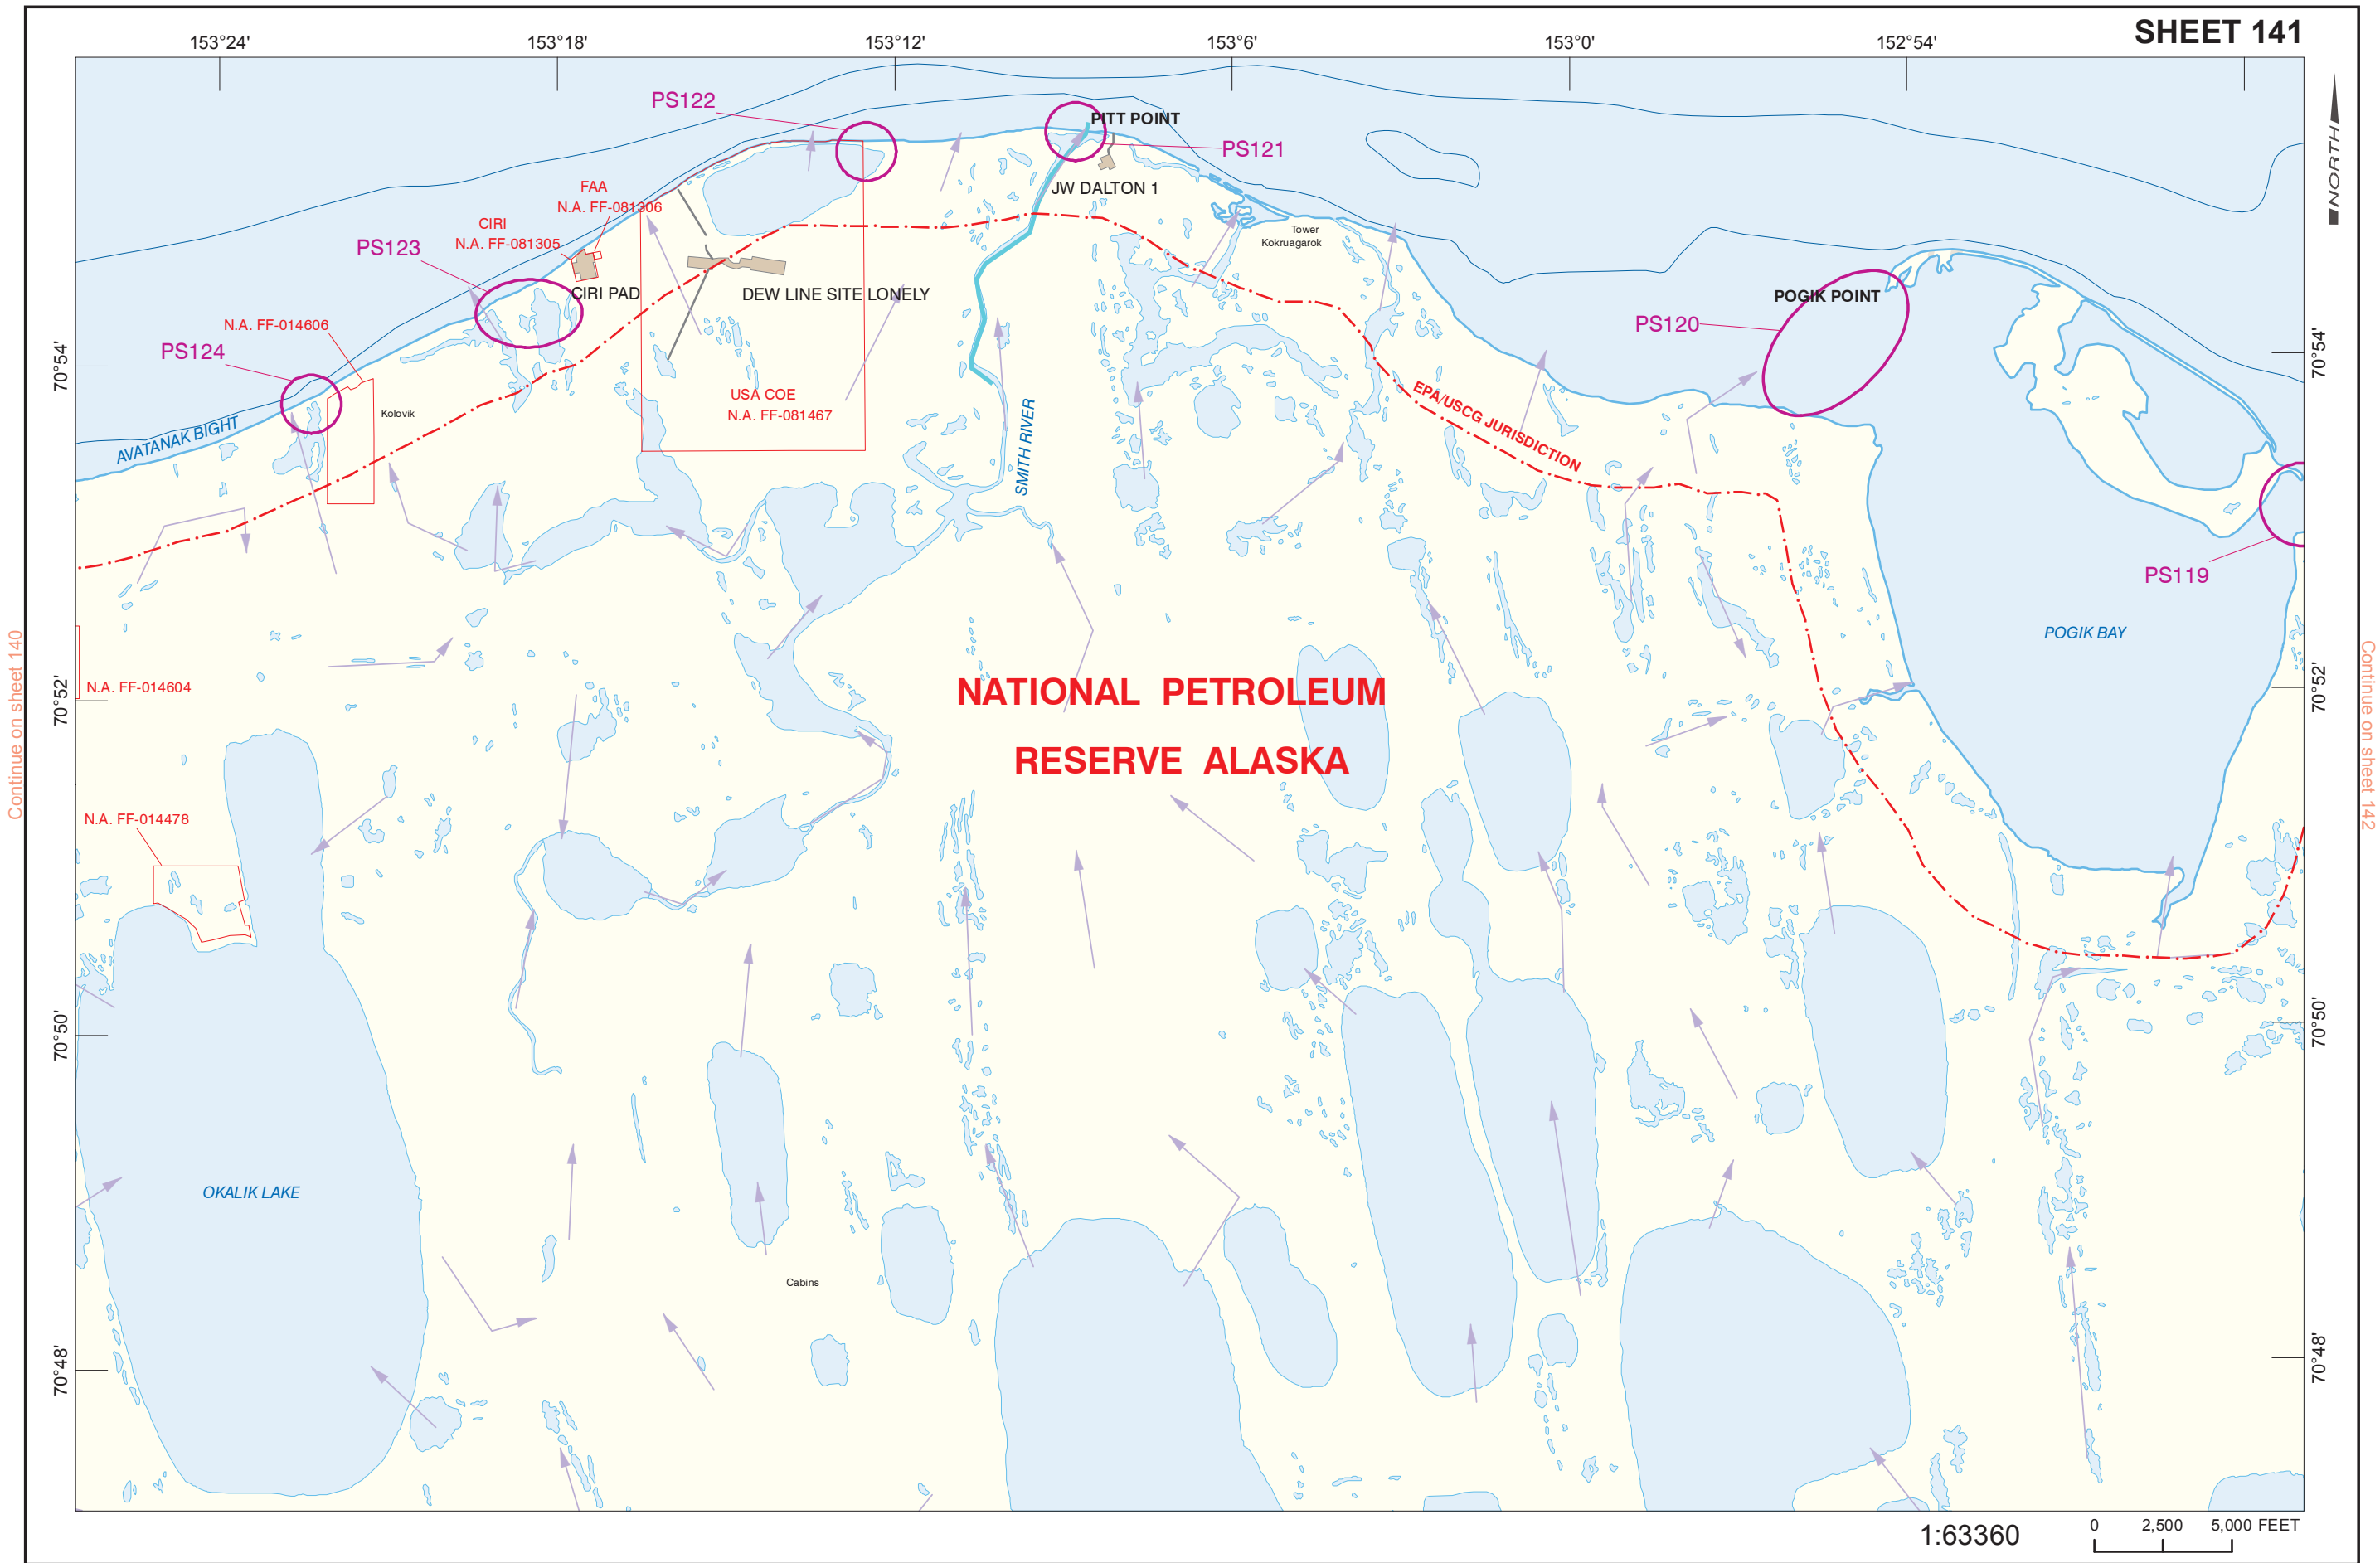 SHEET 141
153°24'
153°18'
153°12'
153°6'
153°0'
152°54'
NORTH
PS122
PITT POINT
PS121
JW DALTON 1
FAA
N.A. FF-081306
CIRI
N.A. FF-081305
PS123
Tower
Kokruagarok
CIRI PAD
DEW LINE SITE LONELY
POGIK POINT
PS120
N.A. FF-014606
PS124
70°54'
70°54'
USA COE
N.A. FF-081467
Kolovik
AVATANAK BIGHT
SMITH RIVER
EPA/USCG JURISDICTION
PS119
POGIK BAY
Continue on sheet 140
Continue on sheet 142
N.A. FF-014604
70°52'
70°52'
NATIONAL PETROLEUM
RESERVE ALASKA
N.A. FF-014478
70°50'
70°50'
OKALIK LAKE
Cabins
70°48'
70°48'
1:63360
0 2,500 5,000 FEET